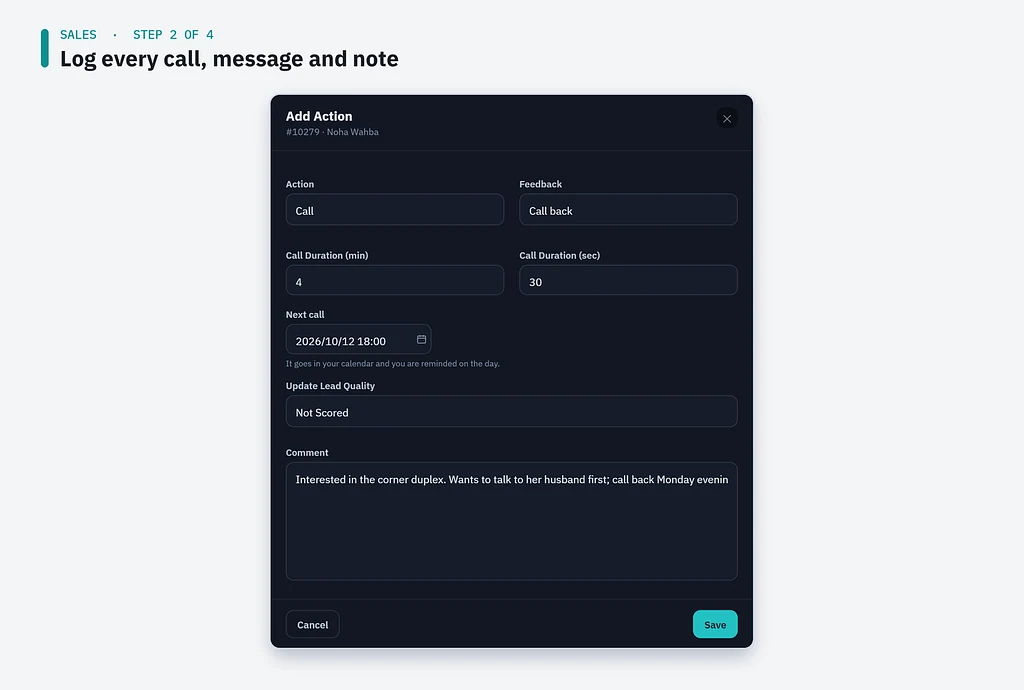 SALES · STEP 2 OF 4
Log every call, message and note
Add Action
#10279 · Noha Wahba
Action
Feedback
Call
Call back
Call Duration (min)
Call Duration (sec)
4
30
Next call
2026/10/12 18:00
It goes in your calendar and you are reminded on the day.
Update Lead Quality
Not Scored
Comment
Interested in the corner duplex. Wants to talk to her husband first; call back Monday evenin
Cancel
Save